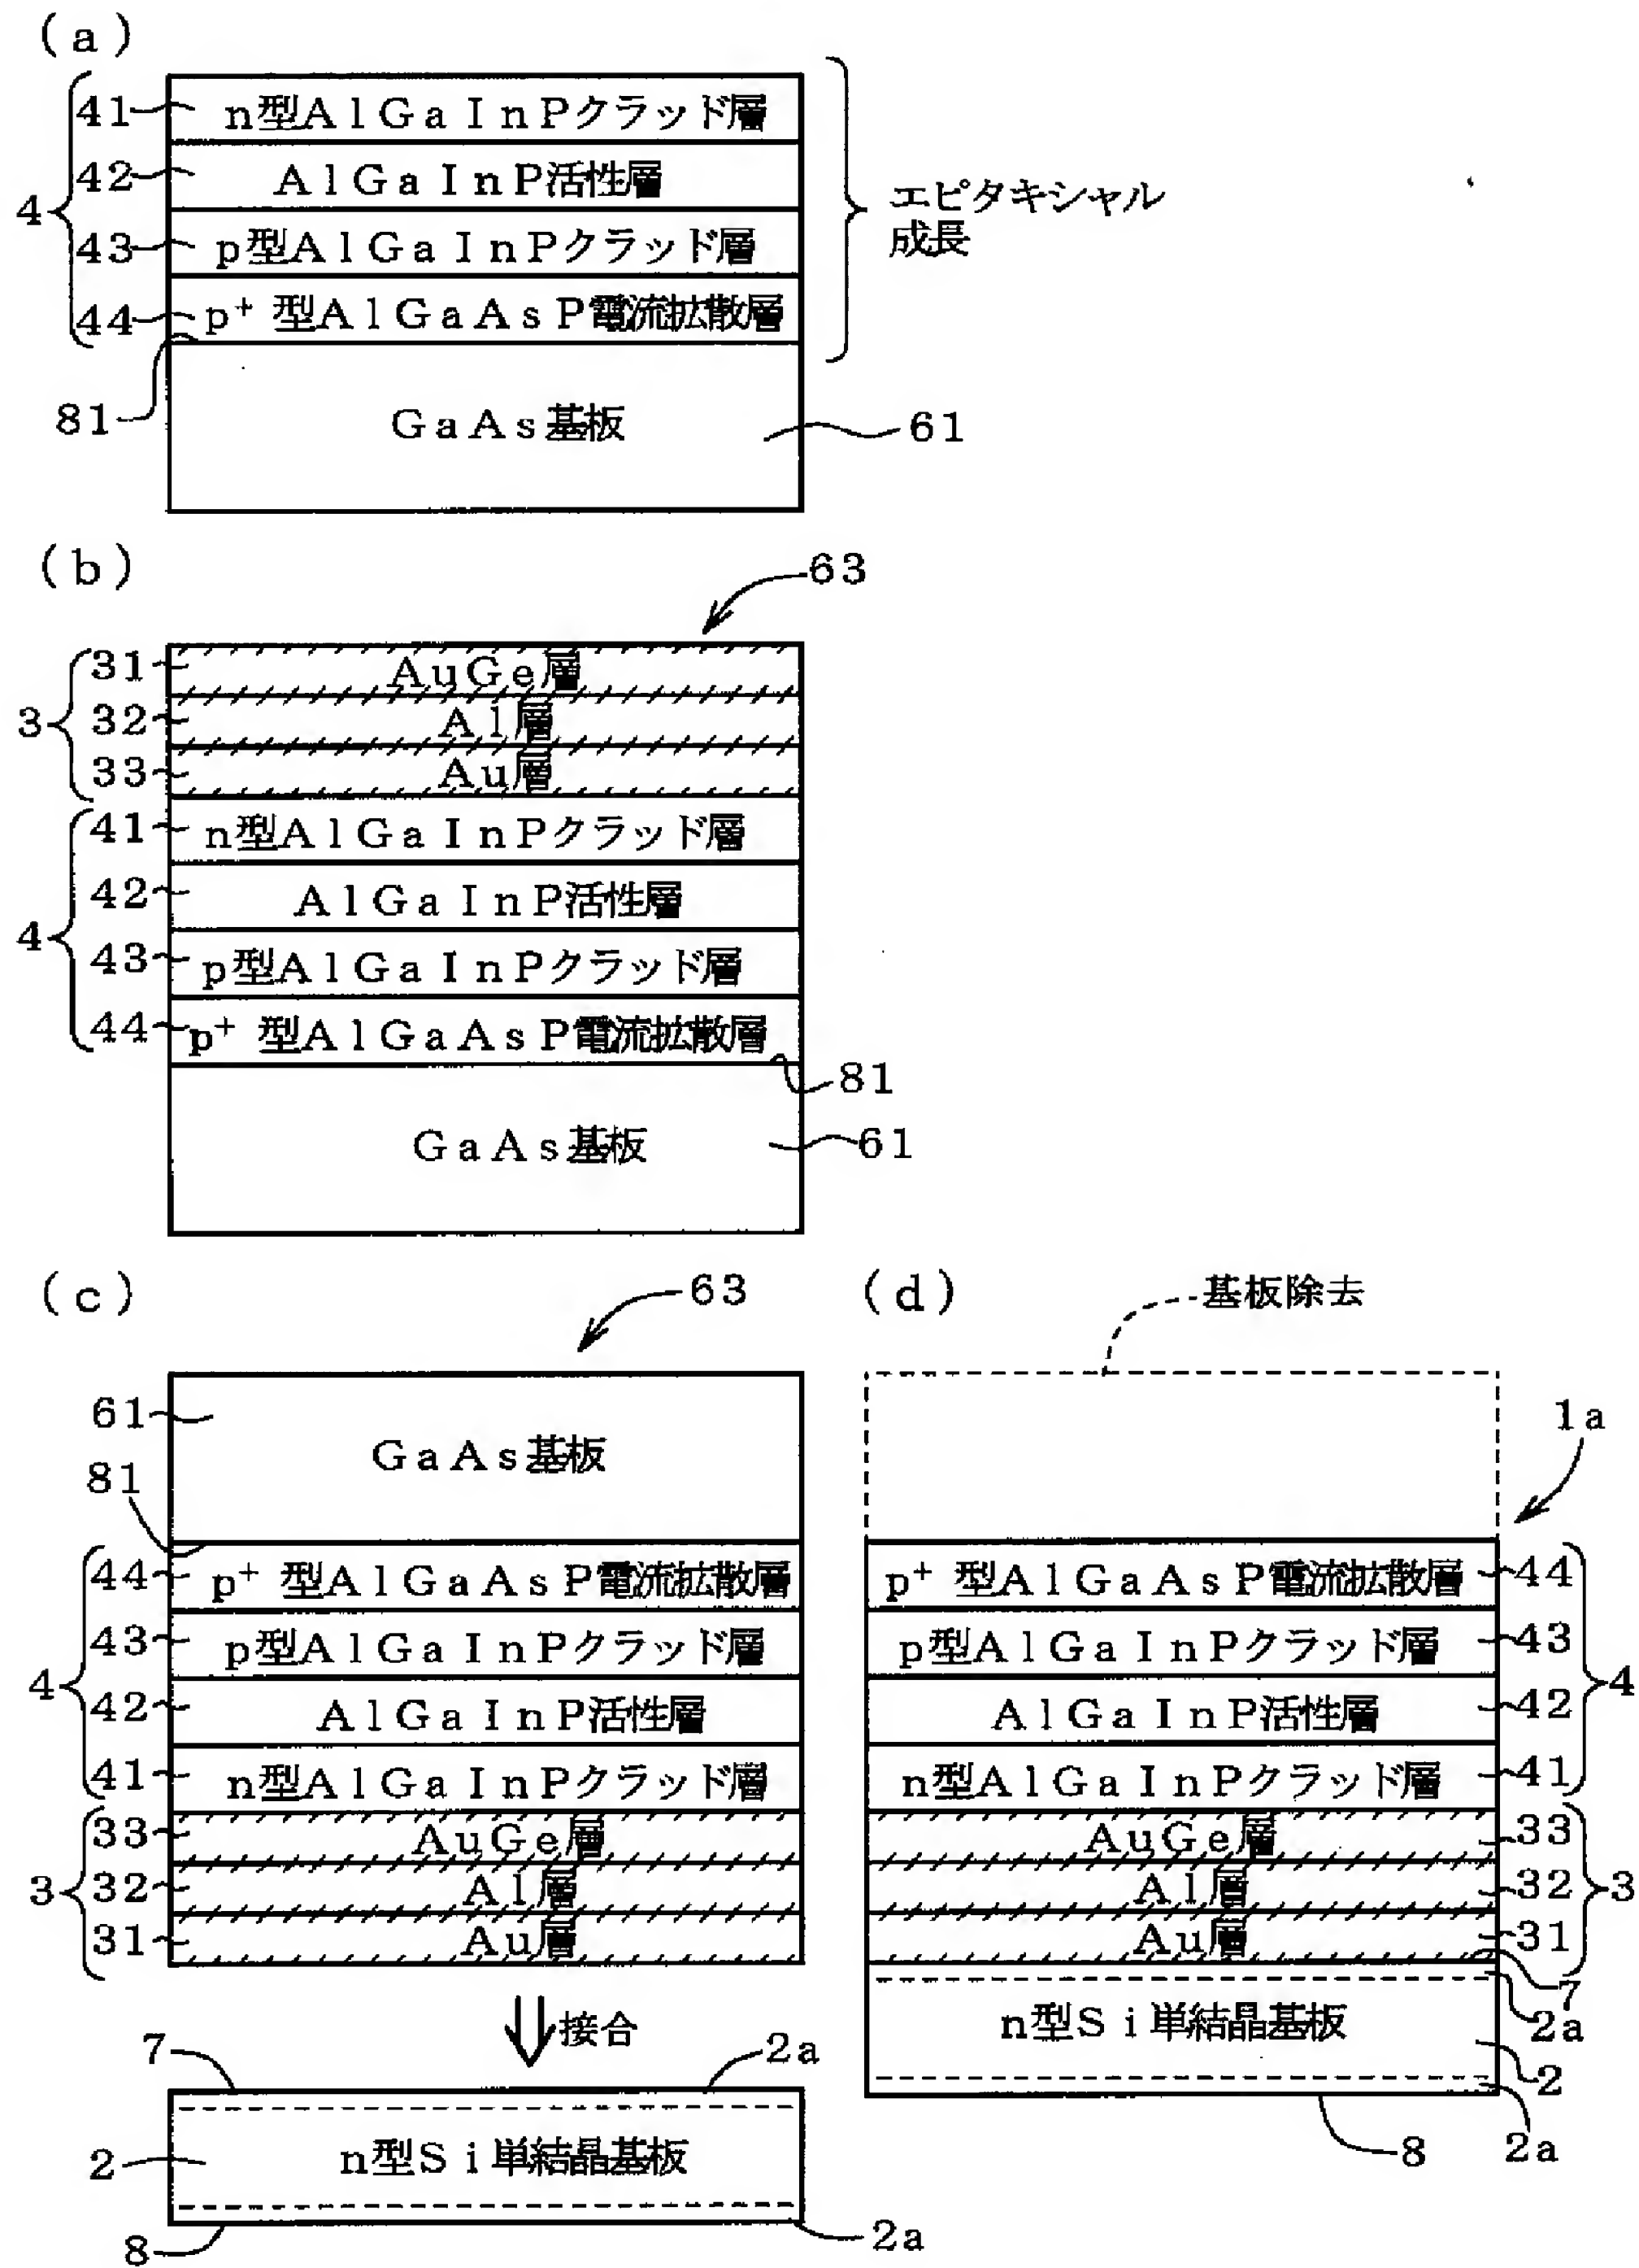 (a)
41
n型AlGaInPクラッド層
42
AlGaInP活性層
4
43
p型AlGaInPクラッド層
44
p⁺型AlGaAsP電流拡散層
エピタキシャル
成長
81
GaAs基板
61
(b)
63
3
31
AuGe層
32
Al層
33
Au層
4
41
n型AlGaInPクラッド層
42
AlGaInP活性層
43
p型AlGaInPクラッド層
44
p⁺型AlGaAsP電流拡散層
81
GaAs基板
61
(c)
63
61
GaAs基板
81
4
44
p⁺型AlGaAsP電流拡散層
43
p型AlGaInPクラッド層
42
AlGaInP活性層
41
n型AlGaInPクラッド層
3
33
AuGe層
32
Al層
31
Au層
接合
7
2a
2
n型Si単結晶基板
8
2a
(d)
基板除去
1a
p⁺型AlGaAsP電流拡散層
44
p型AlGaInPクラッド層
43
4
AlGaInP活性層
42
n型AlGaInPクラッド層
41
AuGe層
33
Al層
32
3
Au層
31
7
2a
n型Si単結晶基板
2
8
2a